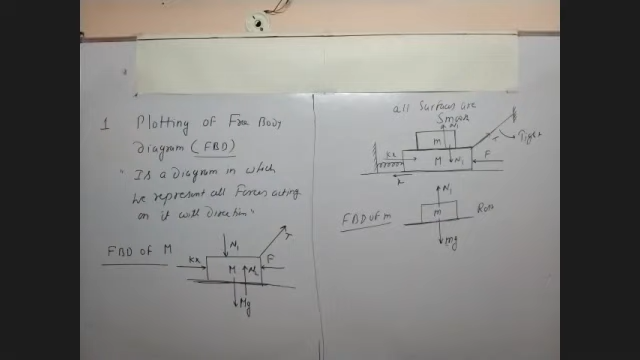 1 Plotting of Free Body
Diagram (FBD)
"Is a Diagram in which
we represent all Forces acting
on it with Direction"
FBD OF M
N1
T
Kx
M
N2
F
Mg
all Surfaces are
Smooth
N1
m
Kx
M
N1
T
F
x
FBD of m
N1
m
mg